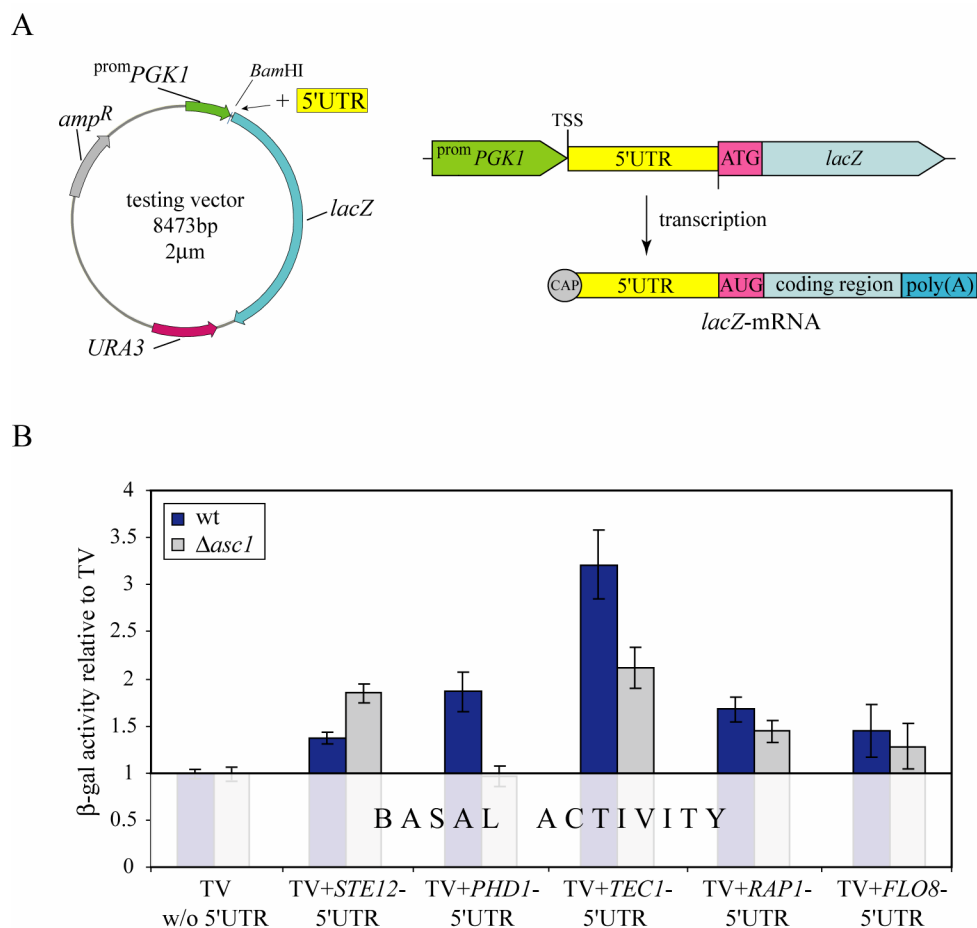 A
promPGK1
BamHI
+ 5'UTR
ampR
testing vector
8473bp
2μm
lacZ
URA3
TSS
promPGK1 5'UTR ATG lacZ
transcription
CAP 5'UTR AUG coding region poly(A)
lacZ-mRNA
B
β-gal activity relative to TV
4
3.5
3
2.5
2
1.5
1
0.5
0
wt
Δasc1
BASAL ACTIVITY
TV w/o 5'UTR
TV+STE12-5'UTR
TV+PHD1-5'UTR
TV+TEC1-5'UTR
TV+RAP1-5'UTR
TV+FLO8-5'UTR